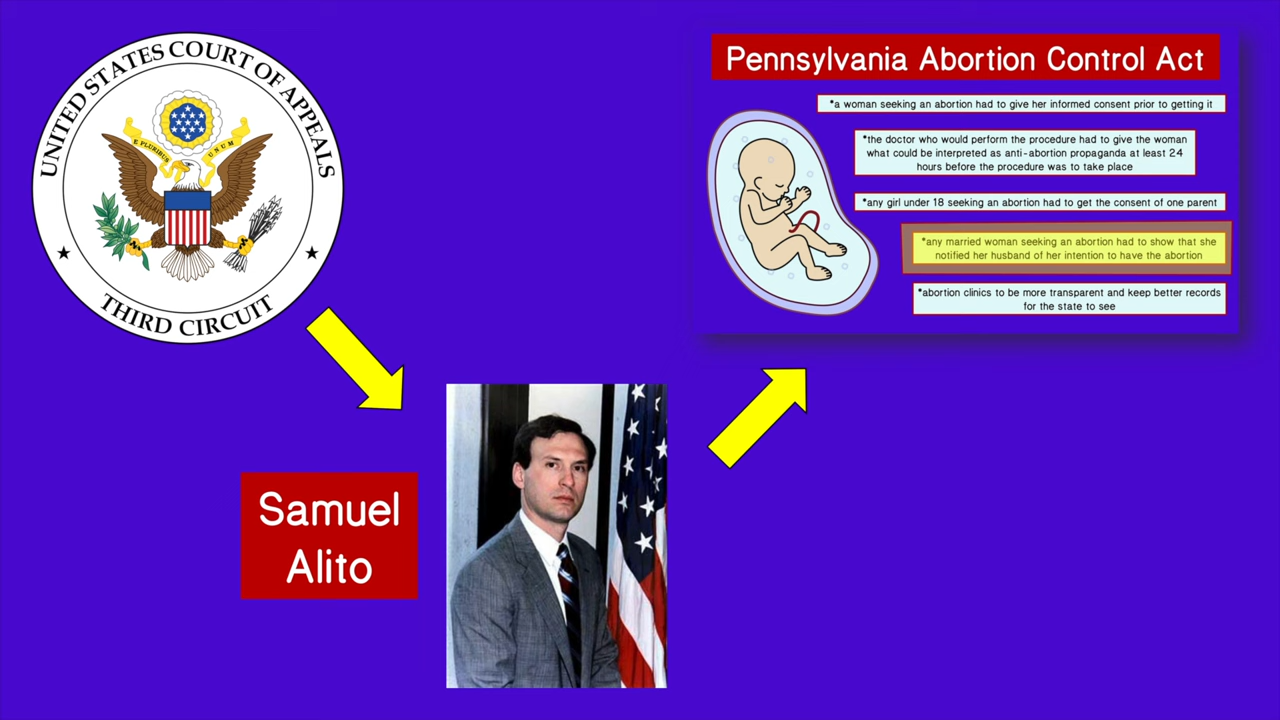 UNITED STATES COURT OF APPEALS
E PLURIBUS UNUM
THIRD CIRCUIT
Pennsylvania Abortion Control Act
*a woman seeking an abortion had to give her informed consent prior to getting it
*the doctor who would perform the procedure had to give the woman
what could be interpreted as anti-abortion propaganda at least 24
hours before the procedure was to take place
*any girl under 18 seeking an abortion had to get the consent of one parent
*any married woman seeking an abortion had to show that she
notified her husband of her intention to have the abortion
*abortion clinics to be more transparent and keep better records
for the state to see
Samuel
Alito